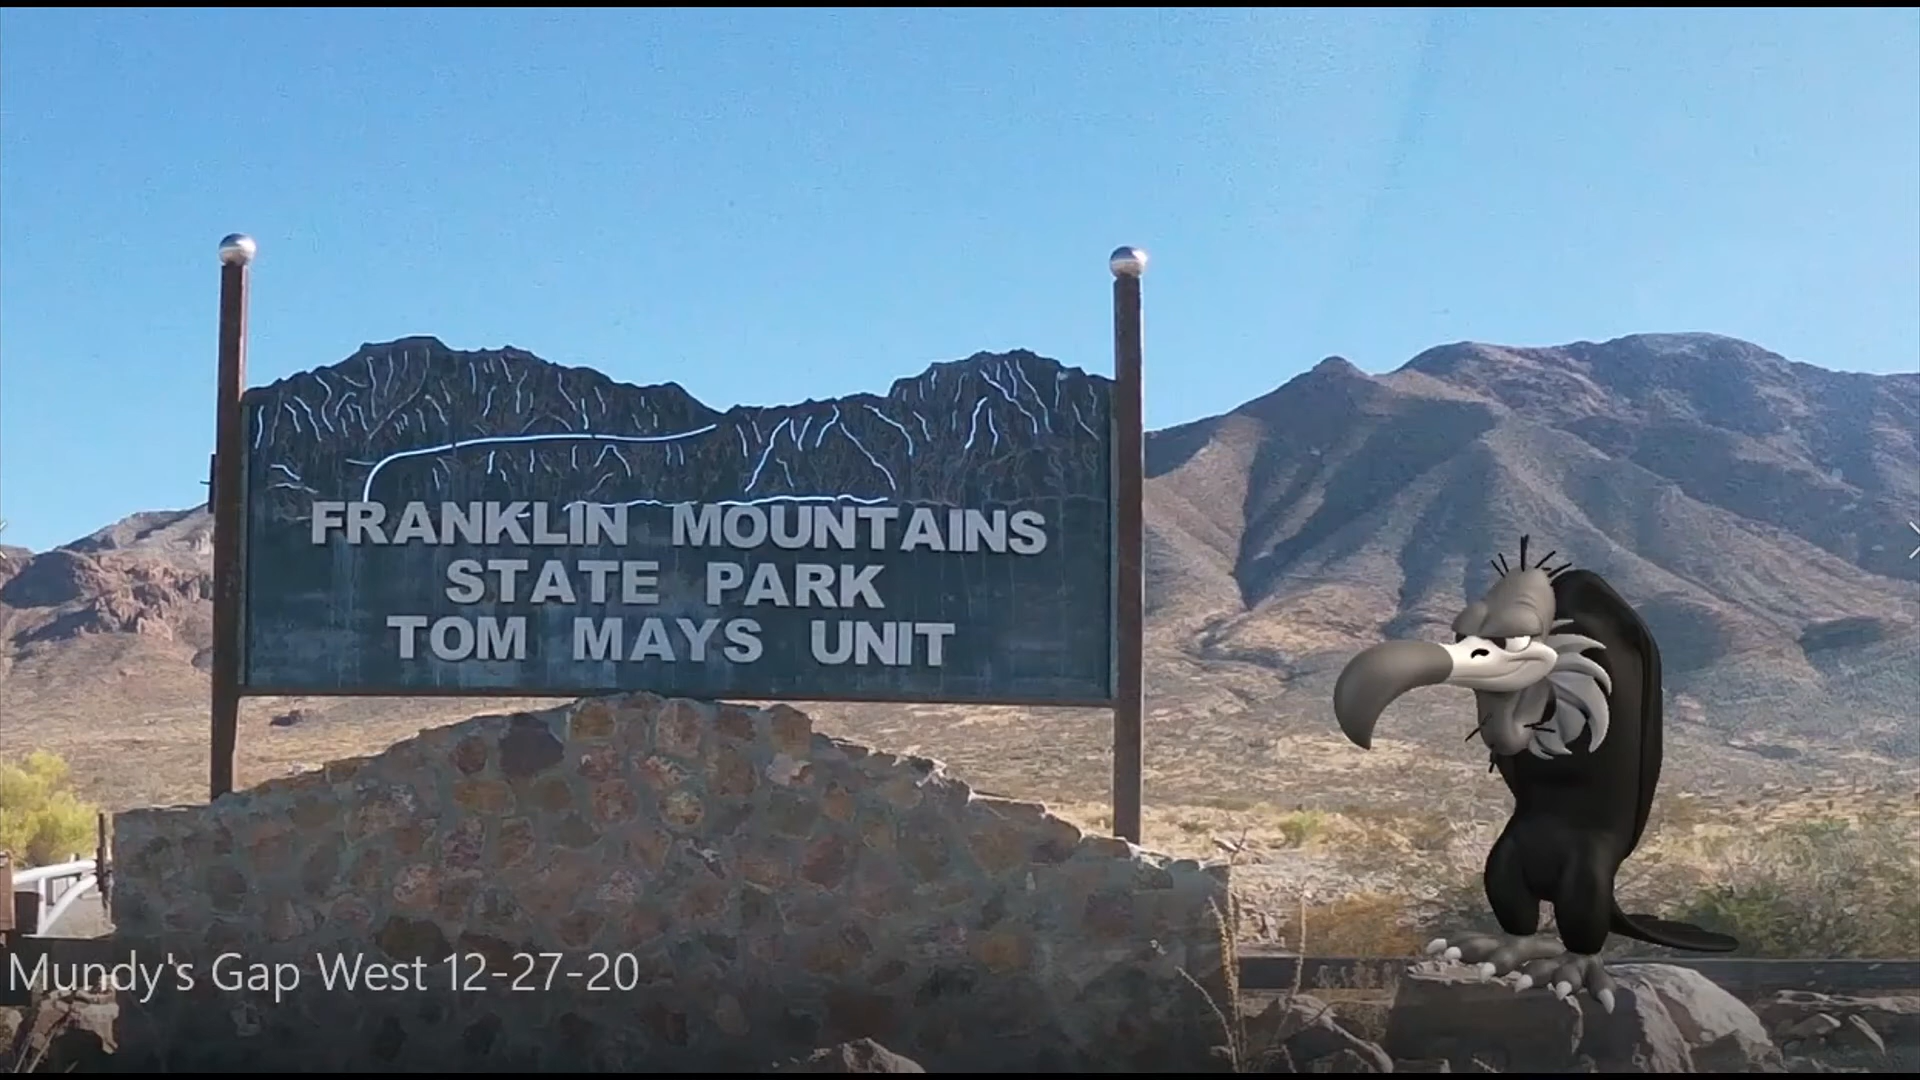 FRANKLIN MOUNTAINS
STATE PARK
TOM MAYS UNIT
Mundy's Gap West 12-27-20